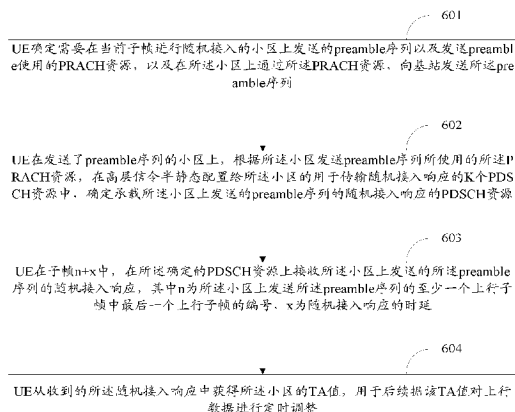 601
UE确定需要在当前子帧进行随机接入的小区上发送的preamble序列以及发送preambl
e使用的PRACH资源，以及在所述小区上通过所述PRACH资源，向基站发送所述pre
amble序列
602
UE在发送了preamble序列的小区上，根据所述小区发送preamble序列所使用的所述P
RACH资源，在高层信令半静态配置给所述小区的用于传输随机接入响应的K个PDS
CH资源中，确定承载所述小区上发送的preamble序列的随机接入响应的PDSCH资源
603
UE在子帧n+x中，在所述确定的PDSCH资源上接收所述小区上发送的所述preamble
序列的随机接入响应，其中n为所述小区上发送所述preamble序列的至少一个上行子
帧中最后一个上行子帧的编号、x为随机接入响应的时延
604
UE从收到的所述随机接入响应中获得所述小区的TA值，用于后续据该TA值对上行
数据进行定时调整